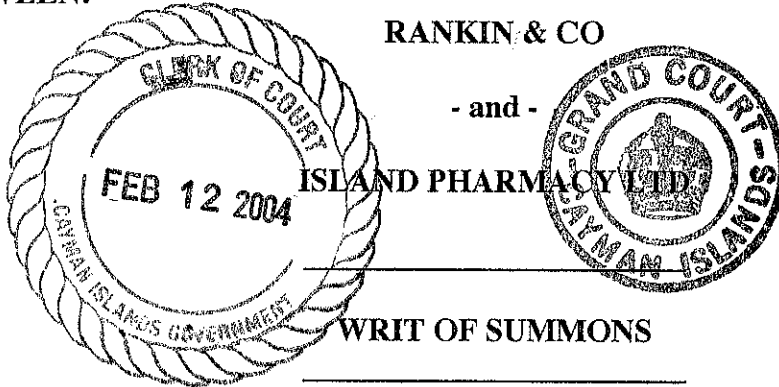 RANKIN & CO
- and -
ISLAND PHARMACY LTD
WRIT OF SUMMONS
CLERK OF COURT
FEB 12 2004
CAYMAN ISLANDS GOVERNMENT
GRAND COURT
CAYMAN ISLANDS